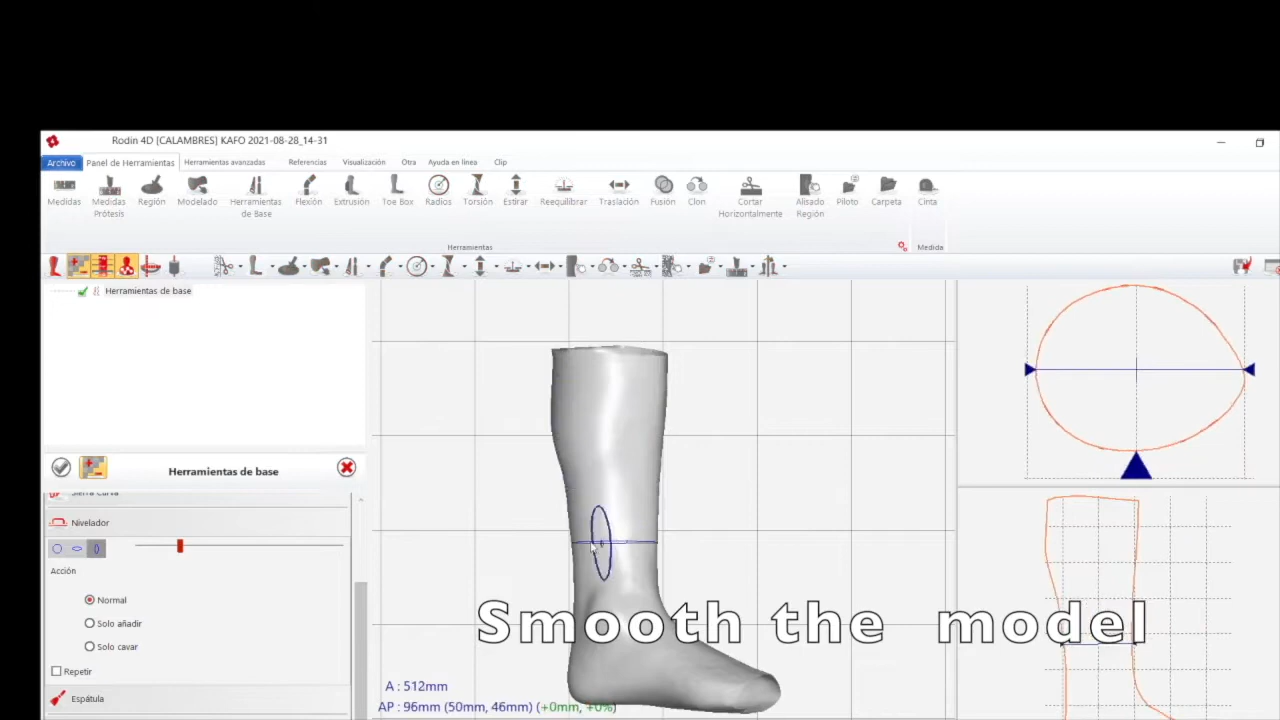 Rodin 4D [CALAMBRES] KAFO 2021-08-28_14-31
Archivo Panel de Herramientas Herramientas avanzadas Referencias Visualización Otra Ayuda en línea Clip
Medidas Medidas Prótesis Región Modelado Herramientas de Base Flexión Extrusión Toe Box Radios Torsión Estirar Reequilibrar Traslación Fusión Clon Cortar Horizontalmente Alisado Región Piloto Carpeta Cinta
Herramientas Medida
Herramientas de base
Herramientas de base
Sierra Curva
Nivelador
Acción
Normal
Solo añadir
Solo cavar
Repetir
Espátula
Smooth the model
A : 512mm
AP : 96mm (50mm, 46mm) (+0mm, +0%)